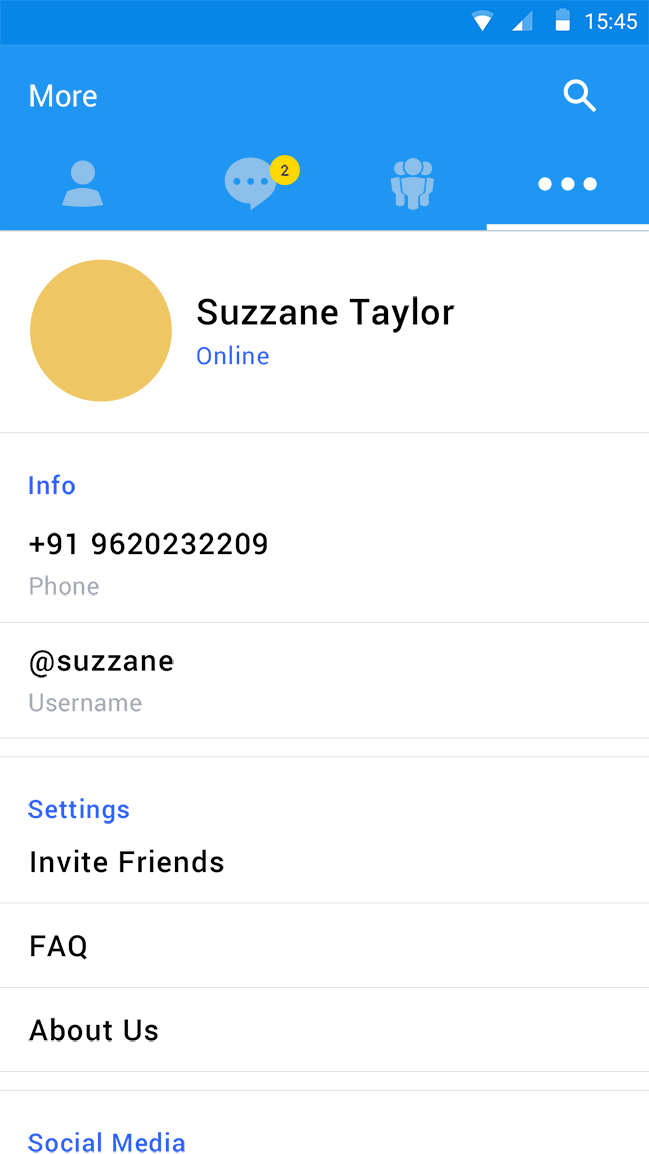 15:45
More
2
Suzzane Taylor
Online
Info
+91 9620232209
Phone
@suzzane
Username
Settings
Invite Friends
FAQ
About Us
Social Media